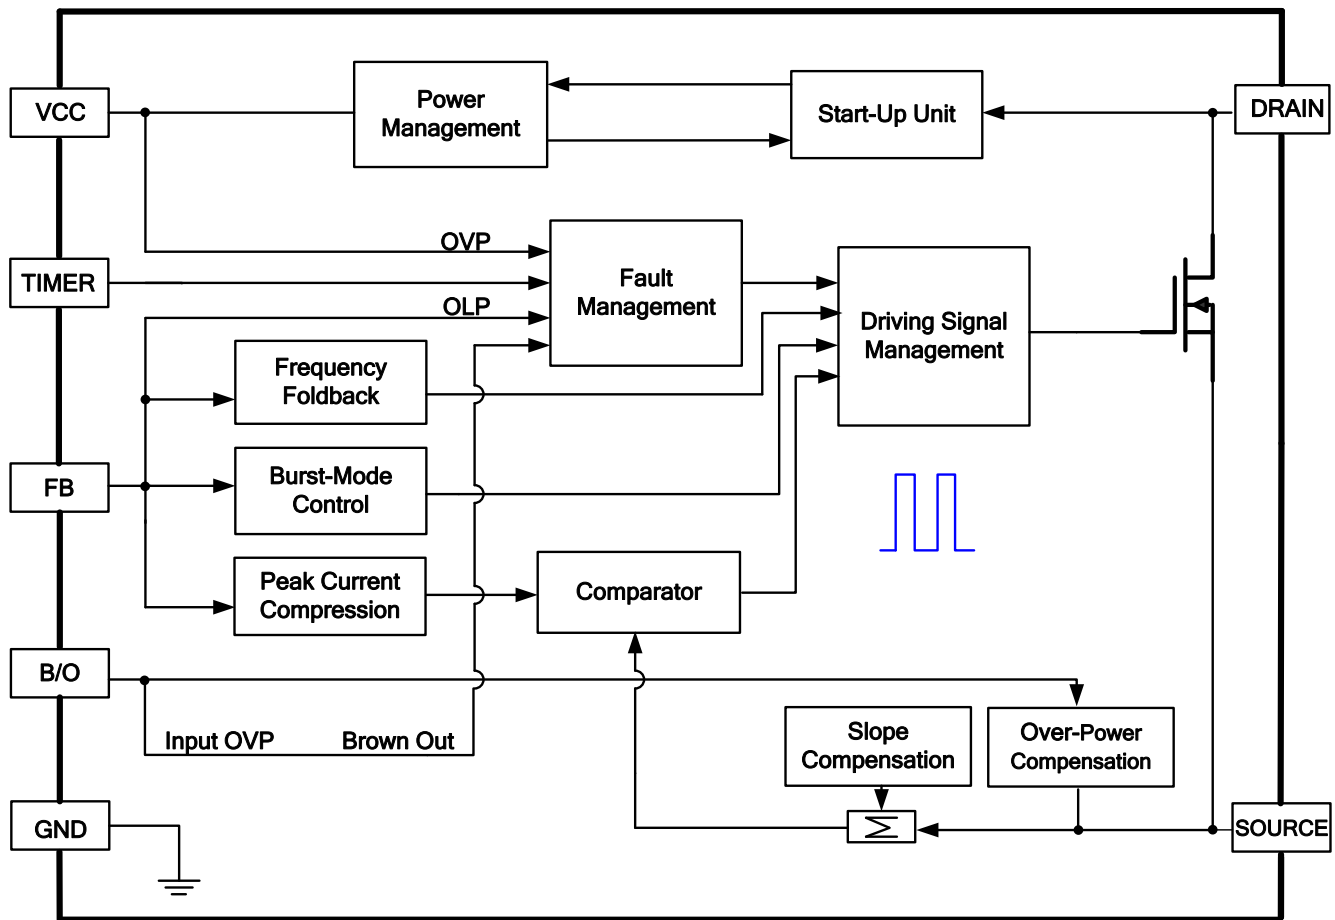 VCC
Power
Management
Start-Up Unit
DRAIN
OVP
TIMER
Fault
Management
OLP
Driving Signal
Management
Frequency
Foldback
FB
Burst-Mode
Control
Peak Current
Compression
Comparator
B/O
Input OVP
Brown Out
Slope
Compensation
Over-Power
Compensation
GND
Σ
SOURCE